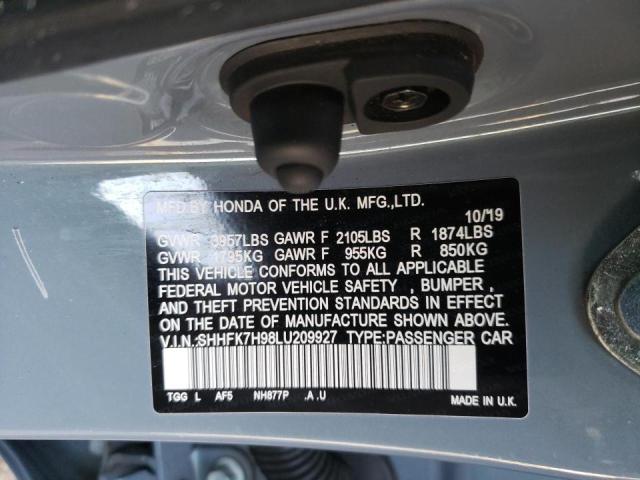 MFD BY HONDA OF THE U.K. MFG.,LTD.
10/19
GVWR 3957LBS GAWR F 2105LBS R 1874LBS
GVWR 1795KG GAWR F 955KG R 850KG
THIS VEHICLE CONFORMS TO ALL APPLICABLE
FEDERAL MOTOR VEHICLE SAFETY , BUMPER ,
AND THEFT PREVENTION STANDARDS IN EFFECT
ON THE DATE OF MANUFACTURE SHOWN ABOVE.
V.I.N.:SHHFK7H98LU209927 TYPE:PASSENGER CAR
TGG L AF5 NH877P .A .U
MADE IN U.K.